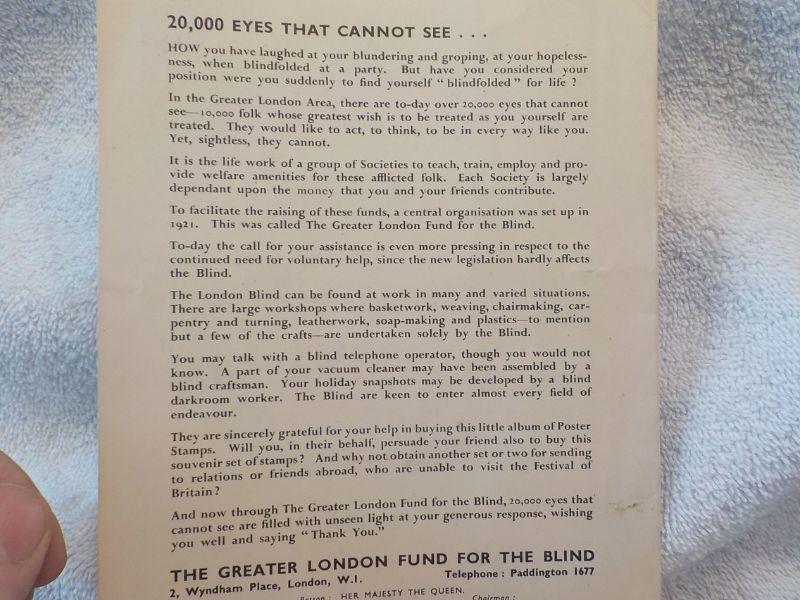 20,000 EYES THAT CANNOT SEE . . .
HOW you have laughed at your blundering and groping, at your hopeless-
ness, when blindfolded at a party. But have you considered your
position were you suddenly to find yourself " blindfolded " for life ?
In the Greater London Area, there are to-day over 20,000 eyes that cannot
see—10,000 folk whose greatest wish is to be treated as you yourself are
treated. They would like to act, to think, to be in every way like you.
Yet, sightless, they cannot.
It is the life work of a group of Societies to teach, train, employ and pro-
vide welfare amenities for these afflicted folk. Each Society is largely
dependant upon the money that you and your friends contribute.
To facilitate the raising of these funds, a central organisation was set up in
1921. This was called The Greater London Fund for the Blind.
To-day the call for your assistance is even more pressing in respect to the
continued need for voluntary help, since the new legislation hardly affects
the Blind.
The London Blind can be found at work in many and varied situations.
There are large workshops where basketwork, weaving, chairmaking, car-
pentry and turning, leatherwork, soap-making and plastics—to mention
but a few of the crafts—are undertaken solely by the Blind.
You may talk with a blind telephone operator, though you would not
know. A part of your vacuum cleaner may have been assembled by a
blind craftsman. Your holiday snapshots may be developed by a blind
darkroom worker. The Blind are keen to enter almost every field of
endeavour.
They are sincerely grateful for your help in buying this little album of Poster
Stamps. Will you, in their behalf, persuade your friend also to buy this
souvenir set of stamps ? And why not obtain another set or two for sending
to relations or friends abroad, who are unable to visit the Festival of
Britain ?
And now through The Greater London Fund for the Blind, 20,000 eyes that
cannot see are filled with unseen light at your generous response, wishing
you well and saying " Thank You."
THE GREATER LONDON FUND FOR THE BLIND
2, Wyndham Place, London, W.1. Telephone : Paddington 1677
Patron : HER MAJESTY THE QUEEN. Chairman :